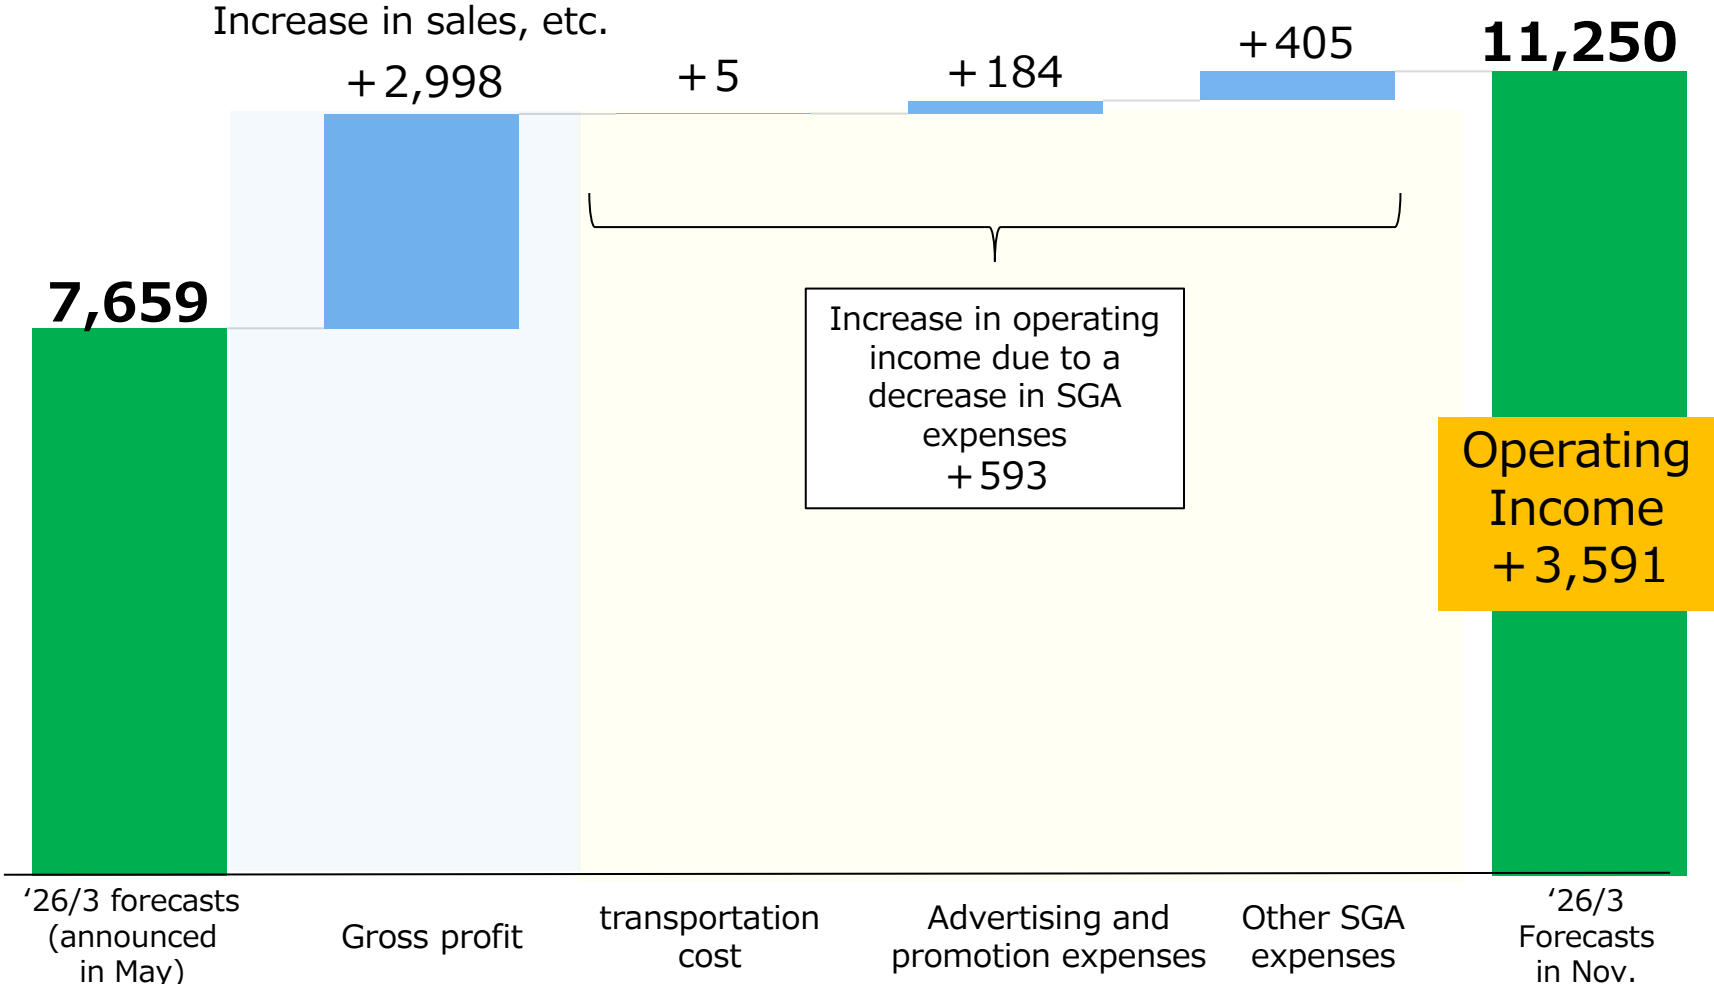 Increase in sales, etc.
+2,998
+5
+184
+405
11,250
7,659
Increase in operating
income due to a
decrease in SGA
expenses
+593
Operating
Income
+3,591
‘26/3 forecasts
(announced
in May)
Gross profit
transportation
cost
Advertising and
promotion expenses
Other SGA
expenses
‘26/3
Forecasts
in Nov.